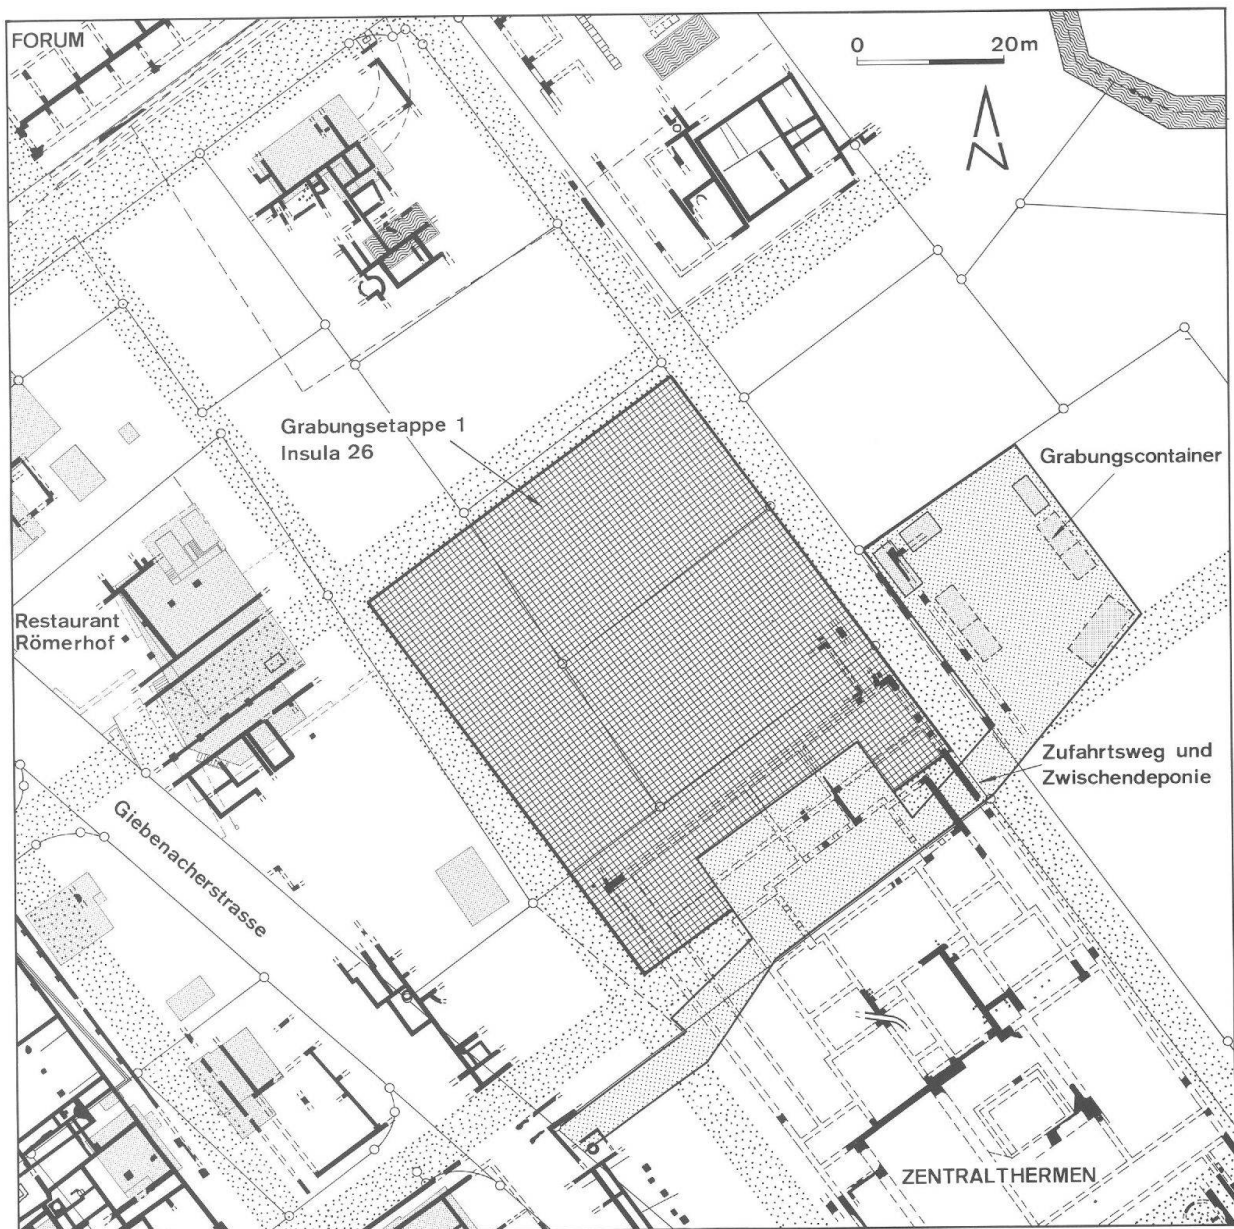 FORUM
0 20m
N
Grabungsetappe 1
Insula 26
Grabungscontainer
Restaurant
Römerhof
Zufahrtsweg und
Zwischendeponie
Giebenacherstrasse
ZENTRALTHERMEN